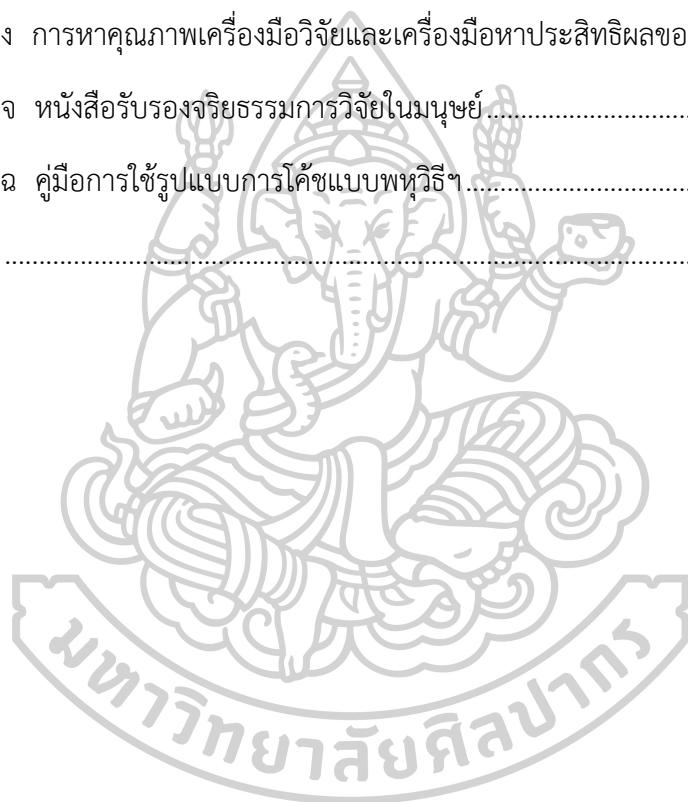 ง การหาคุณภาพเครื่องมือวิจัยและเครื่องมือหาประสิทธิผลขอ
จ หนังสือรับรองจริยธรรมการวิจัยในมนุษย์..............................
ฉ คู่มือการใช้รูปแบบการโค้ชแบบพหุวิธีฯ................................
....................................................................................................
มหาวิทยาลัยศิลปากร